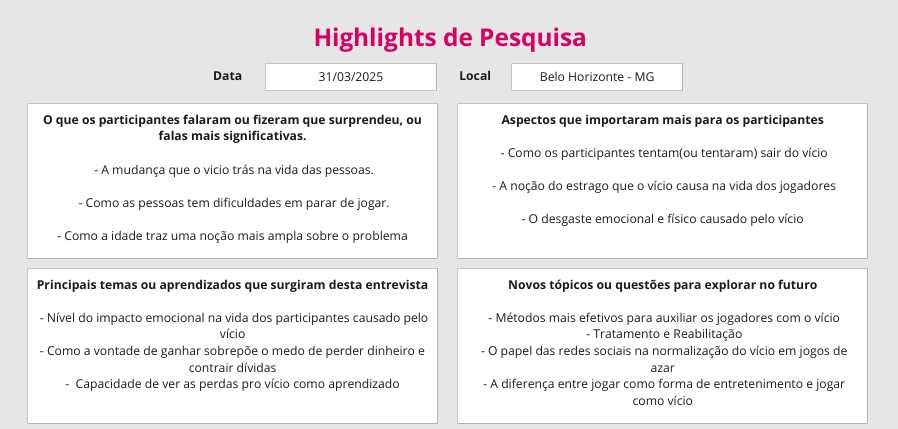 Highlights de Pesquisa
Data
31/03/2025
Local
Belo Horizonte - MG
O que os participantes falaram ou fizeram que surpreendeu, ou
falas mais significativas.
- A mudança que o vicio trás na vida das pessoas.
- Como as pessoas tem dificuldades em parar de jogar.
- Como a idade traz uma noção mais ampla sobre o problema
Aspectos que importaram mais para os participantes
- Como os participantes tentam(ou tentaram) sair do vício
- A noção do estrago que o vício causa na vida dos jogadores
- O desgaste emocional e físico causado pelo vício
Principais temas ou aprendizados que surgiram desta entrevista
- Nível do impacto emocional na vida dos participantes causado pelo
vício
- Como a vontade de ganhar sobrepõe o medo de perder dinheiro e
contrair dívidas
- Capacidade de ver as perdas pro vício como aprendizado
Novos tópicos ou questões para explorar no futuro
- Métodos mais efetivos para auxiliar os jogadores com o vício
- Tratamento e Reabilitação
- O papel das redes sociais na normalização do vício em jogos de
azar
- A diferença entre jogar como forma de entretenimento e jogar
como vício